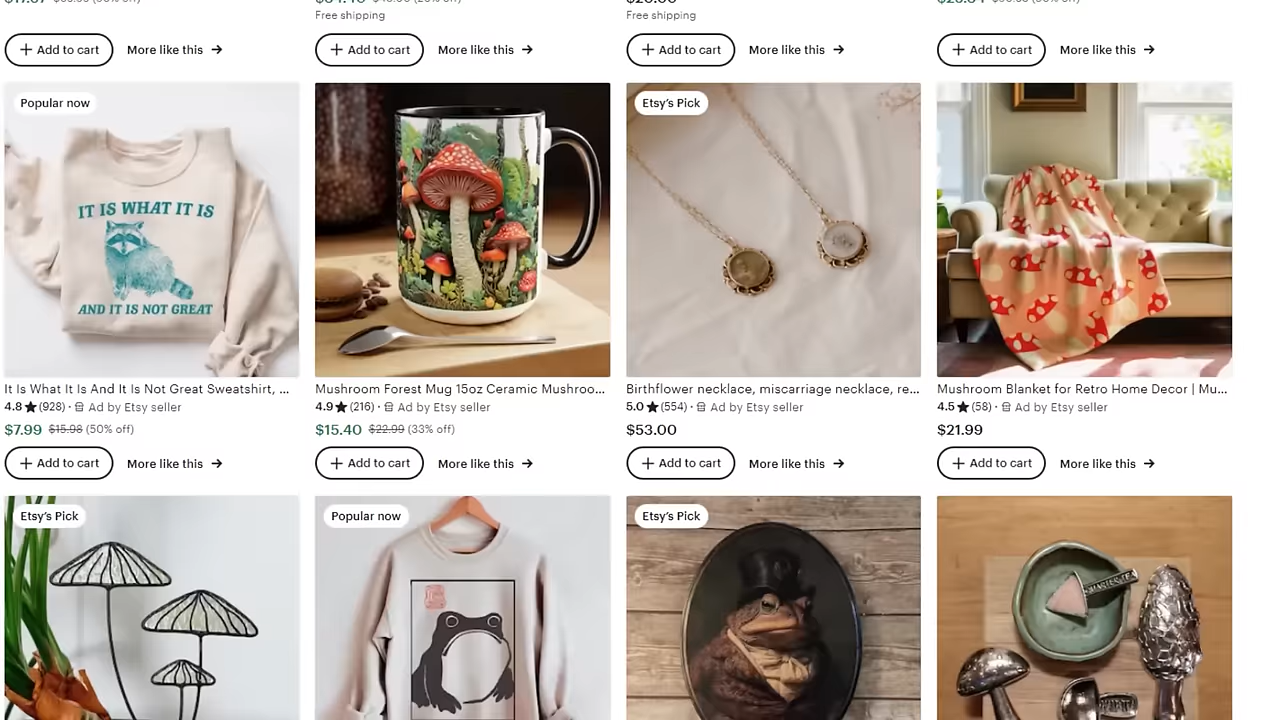 Free shipping
Free shipping
Add to cart More like this → Add to cart More like this → Add to cart More like this → Add to cart More like this →
Popular now
Etsy's Pick
IT IS WHAT IT IS
AND IT IS NOT GREAT
It Is What It Is And It Is Not Great Sweatshirt, ...
4.8 ★ (928) · Ad by Etsy seller
$7.99 $15.98 (50% off)
Add to cart More like this →
Mushroom Forest Mug 15oz Ceramic Mushroo...
4.9 ★ (216) · Ad by Etsy seller
$15.40 $22.99 (33% off)
Add to cart More like this →
Birthflower necklace, miscarriage necklace, re...
5.0 ★ (554) · Ad by Etsy seller
$53.00
Add to cart More like this →
Mushroom Blanket for Retro Home Decor | Mu...
4.5 ★ (58) · Ad by Etsy seller
$21.99
Add to cart More like this →
Etsy's Pick
Popular now
Etsy's Pick